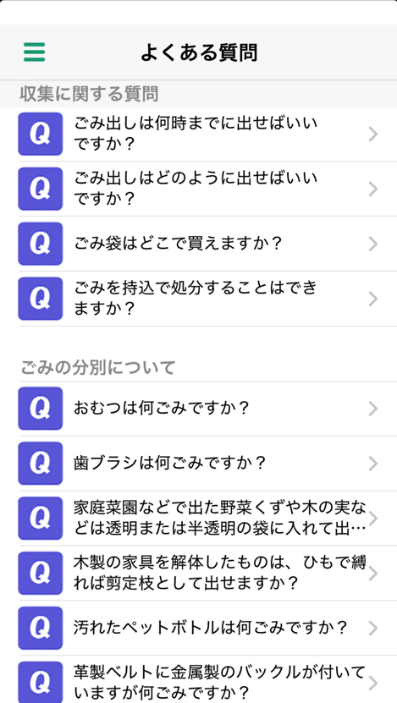 よくある質問
収集に関する質問
Q
ごみ出しは何時までに出せばいい
ですか？
Q
ごみ出しはどのように出せばいい
ですか？
Q
ごみ袋はどこで買えますか？
Q
ごみを持込で処分することはでき
ますか？
ごみの分別について
Q
おむつは何ごみですか？
Q
歯ブラシは何ごみですか？
Q
家庭菜園などで出た野菜くずや木の実な
どは透明または半透明の袋に入れて出…
Q
木製の家具を解体したものは、ひもで縛
れば剪定枝として出せますか？
Q
汚れたペットボトルは何ごみですか？
Q
革製ベルトに金属製のバックルが付いて
いますが何ごみですか？